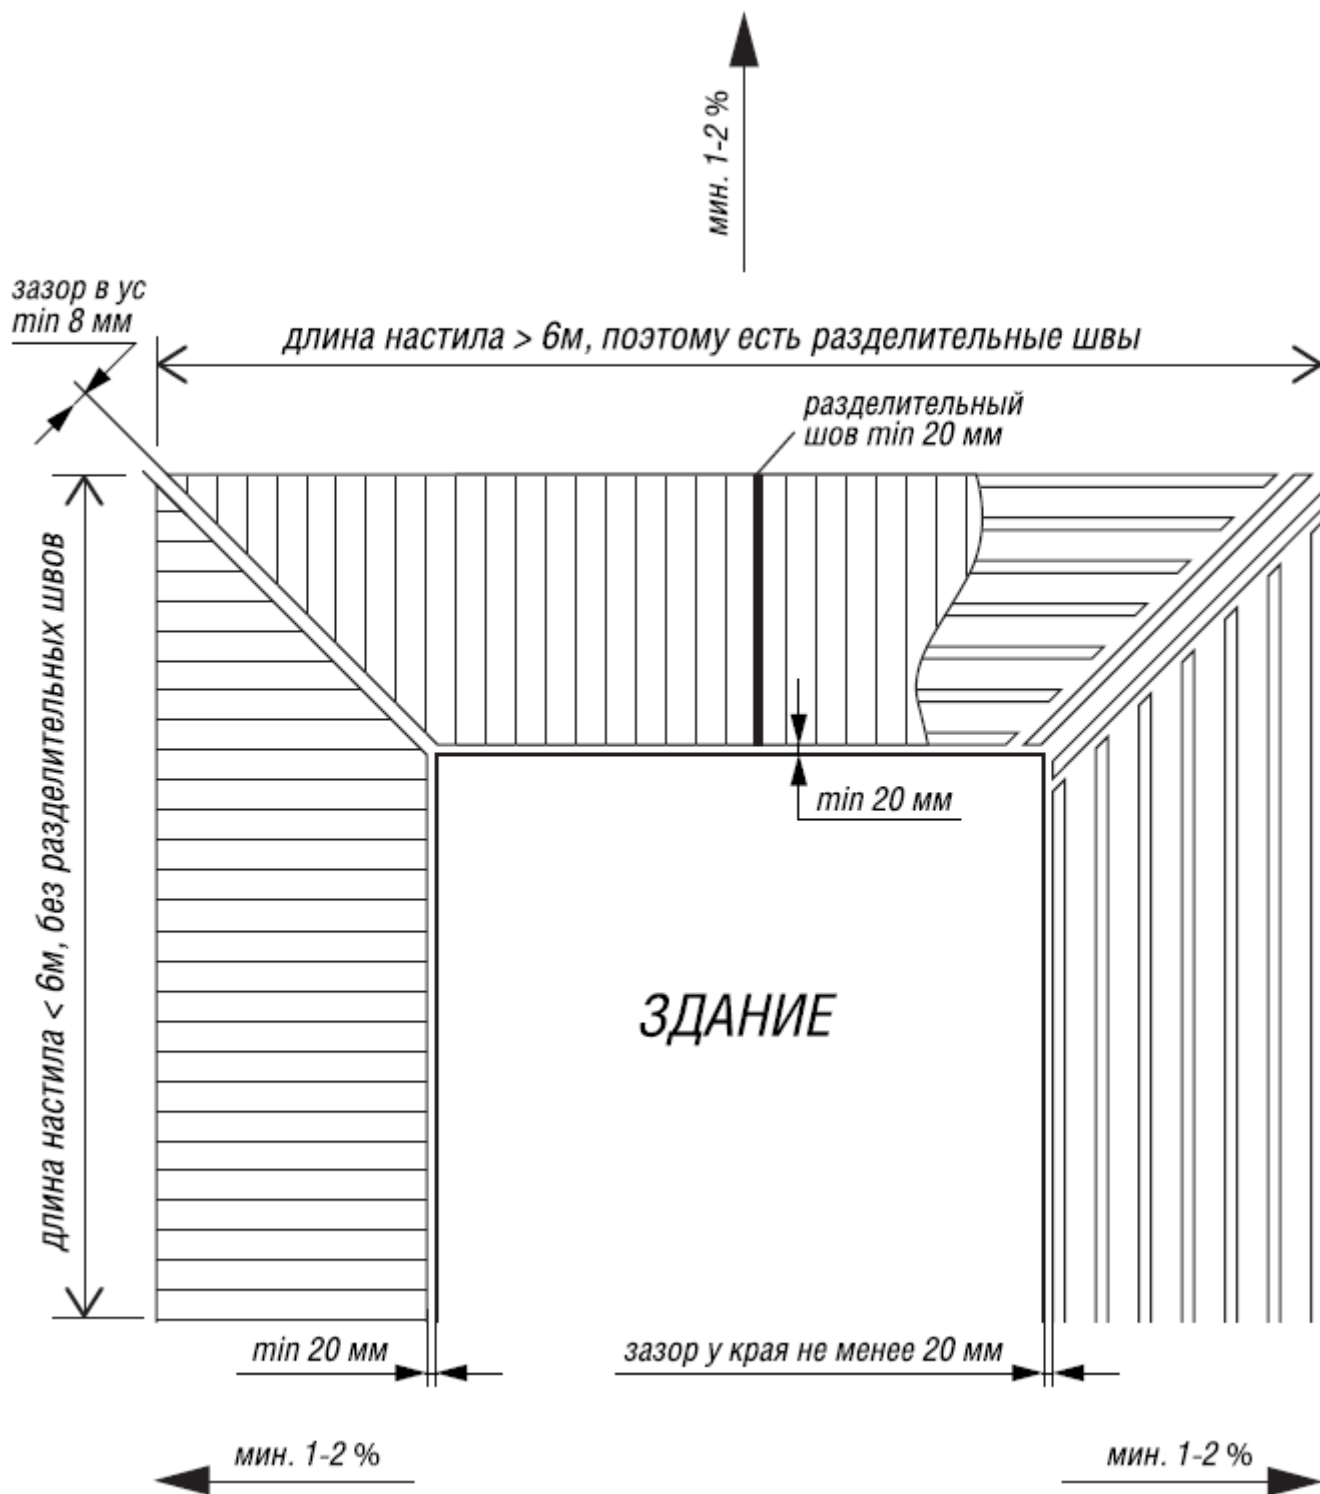 мин. 1-2 %
зазор в ус
min 8 мм
длина настила > 6м, поэтому есть разделительные швы
разделительный
шов min 20 мм
длина настила < 6м, без разделительных швов
min 20 мм
ЗДАНИЕ
min 20 мм
зазор у края не менее 20 мм
мин. 1-2 %
мин. 1-2 %